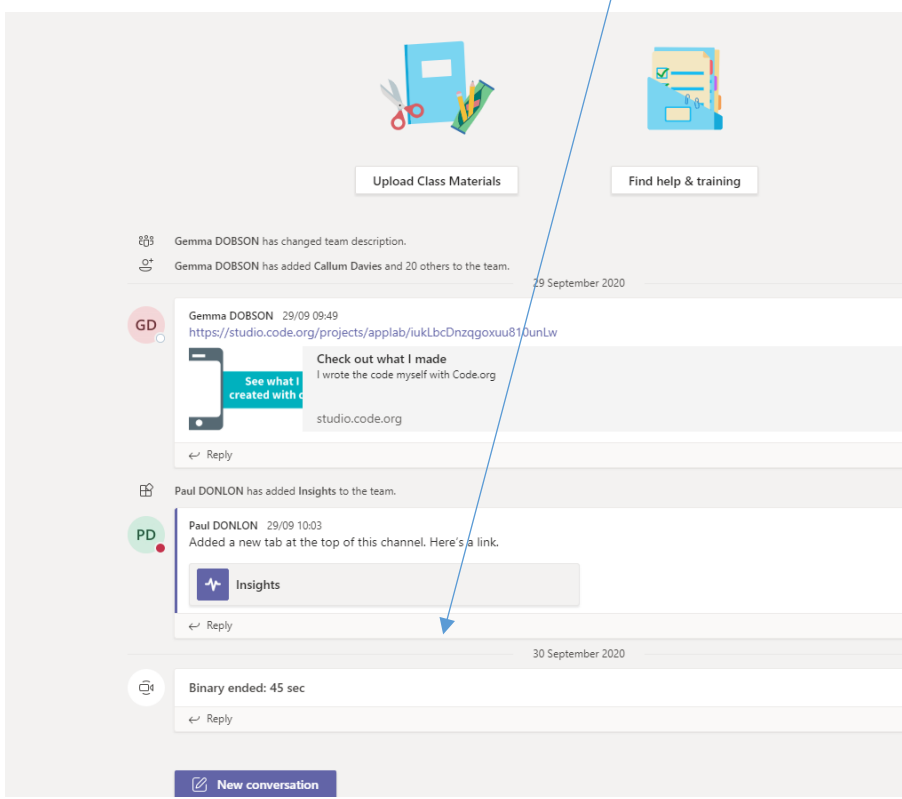 Upload Class Materials
Find help & training
Gemma DOBSON has changed team description.
Gemma DOBSON has added Callum Davies and 20 others to the team.
29 September 2020
GD
Gemma DOBSON 29/09 09:49
https://studio.code.org/projects/applab/iukLbcDnzqgoxuu810unLw
See what I
created with c
Check out what I made
I wrote the code myself with Code.org
studio.code.org
Reply
Paul DONLON has added Insights to the team.
PD
Paul DONLON 29/09 10:03
Added a new tab at the top of this channel. Here's a link.
Insights
Reply
30 September 2020
Binary ended: 45 sec
Reply
New conversation